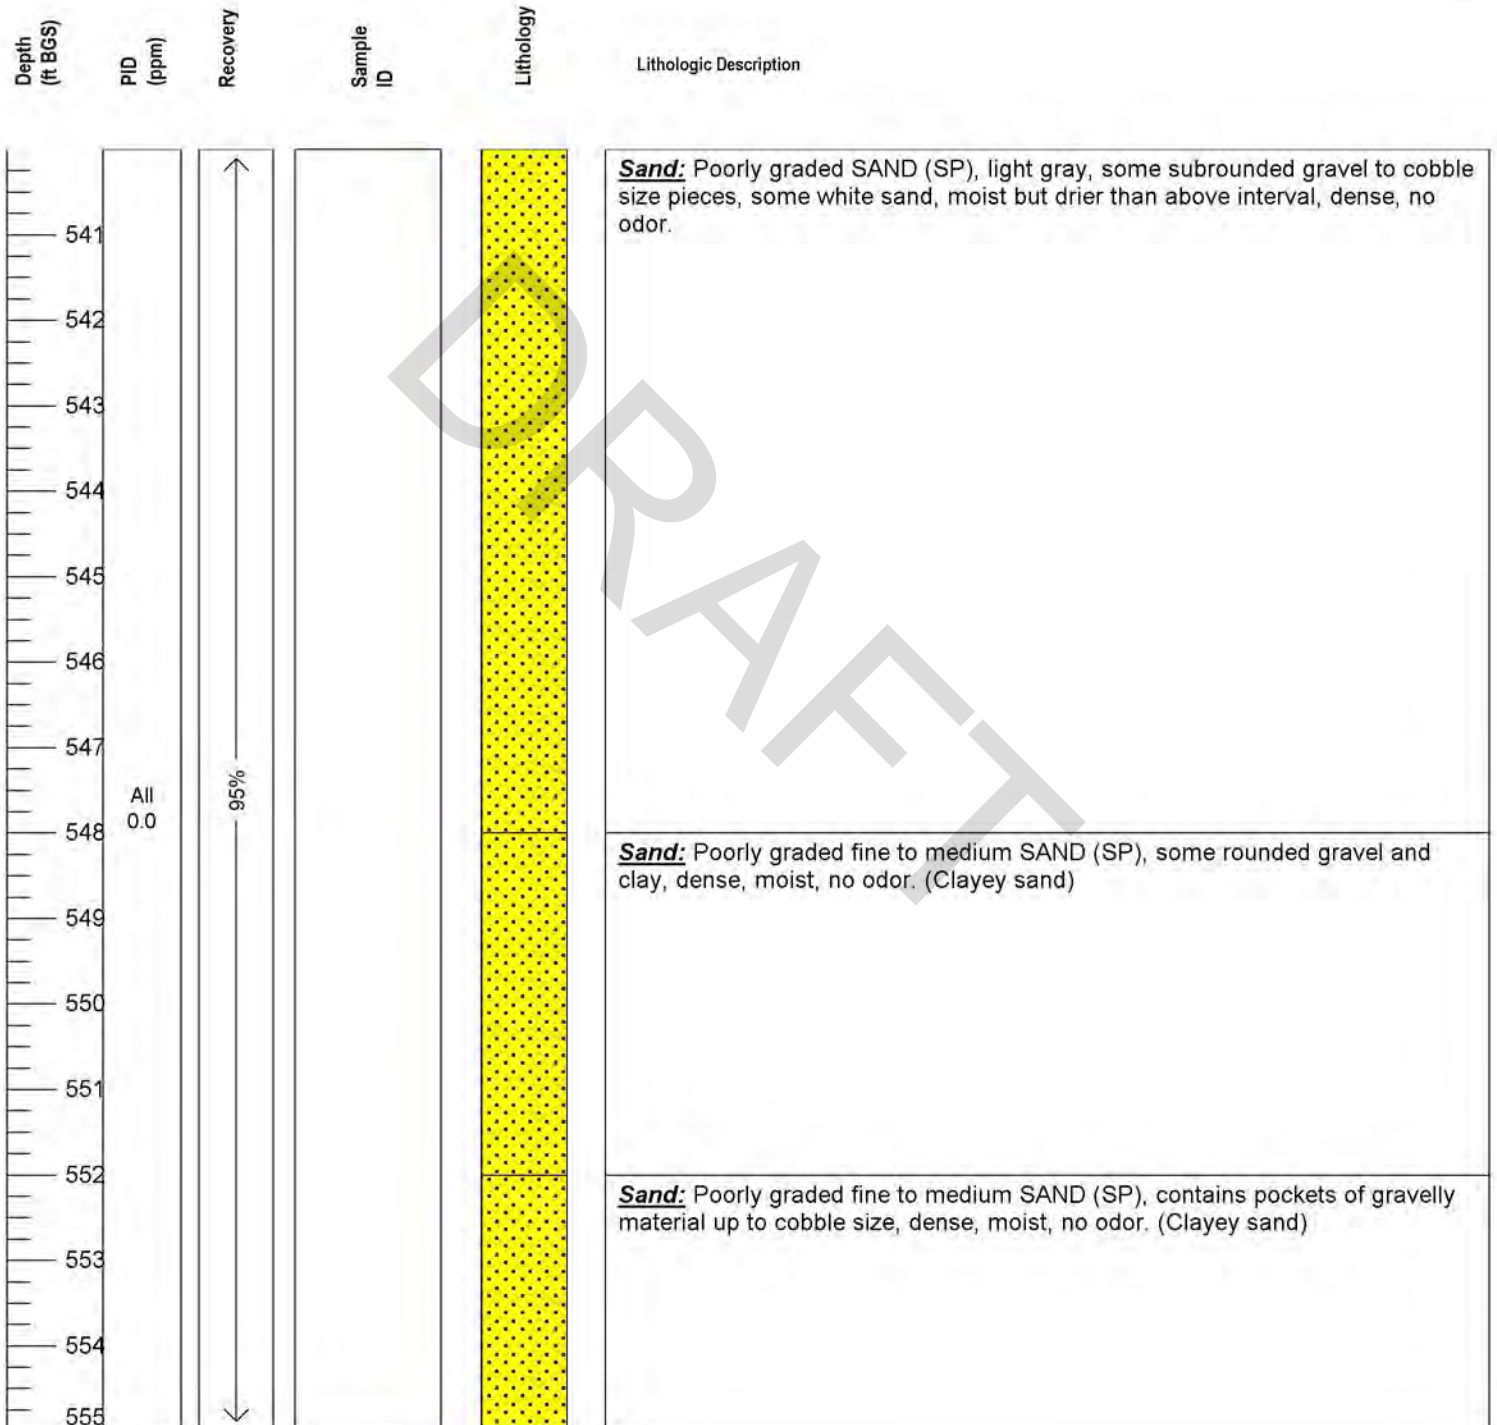 Depth
(ft BGS)
PID
(ppm)
Recovery
Sample
ID
Lithology
Lithologic Description
Sand: Poorly graded SAND (SP), light gray, some subrounded gravel to cobble
size pieces, some white sand, moist but drier than above interval, dense, no
odor.
541
542
543
544
545
546
547
All
0.0
95%
548
Sand: Poorly graded fine to medium SAND (SP), some rounded gravel and
clay, dense, moist, no odor. (Clayey sand)
549
550
551
552
Sand: Poorly graded fine to medium SAND (SP), contains pockets of gravelly
material up to cobble size, dense, moist, no odor. (Clayey sand)
553
554
555
DRAFT